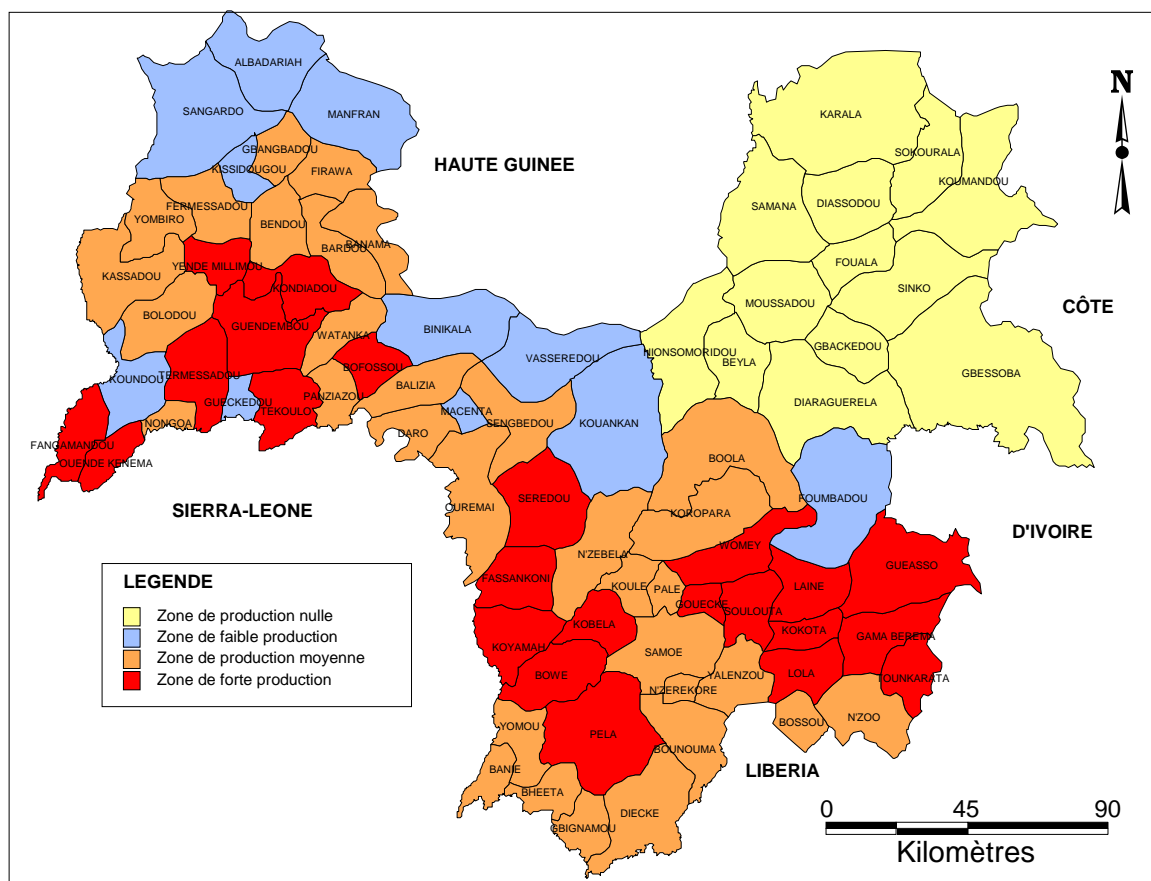 ALBADARIAH
SANGARDO
MANFRAN
GBANGBADOU
KISSIDOUGOU
FIRAWA
HAUTE GUINEE
N
KARALA
SOKOURALA
KOUMANDOU
SAMANA
DIASSODOU
FERMESSADOU
YOMBIRO
BENDOU
BARDOU
BANAMA
FOUALA
YENDE MILLIMOU
KASSADOU
KONDIADOU
SINKO
BOLODOU
GUENDEMBOU
MOUSSADOU
CÔTE
WATANKA
BINIKALA
VASSEREDOU
GBACKEDOU
NIONSOMORIDOU
BEYLA
BOFOSSOU
GBESSOBA
KOUNDOU
TERMESSADOU
BALIZIA
PANZIAZOU
GUECKEDOU
TEKOULO
DIARAGUERELA
MACENTA
SENGBEDOU
KOUANKAN
NONGOA
DARO
FANGAMANDOU
OUENDE KENEMA
BOOLA
FOUMBADOU
SEREDOU
SIERRA-LEONE
OUREMAI
KOROPARA
D'IVOIRE
WOMEY
N'ZEBELA
GUEASSO
LEGENDE
FASSANKONI
KOULE
PALE
LAINE
GOUECKE
SOULOUTA
Zone de production nulle
Zone de faible production
Zone de production moyenne
Zone de forte production
KOBELA
KOKOTA
GAMA BEREMA
KOYAMAH
SAMOE
BOWE
YALENZOU
LOLA
TOUNKARATA
N'ZEREKORE
BOSSOU
N'ZOO
YOMOU
PELA
BOUNOUMA
BANIE
LIBERIA
BHEETA
DIECKE
GBIGNAMOU
0 45 90
Kilomètres